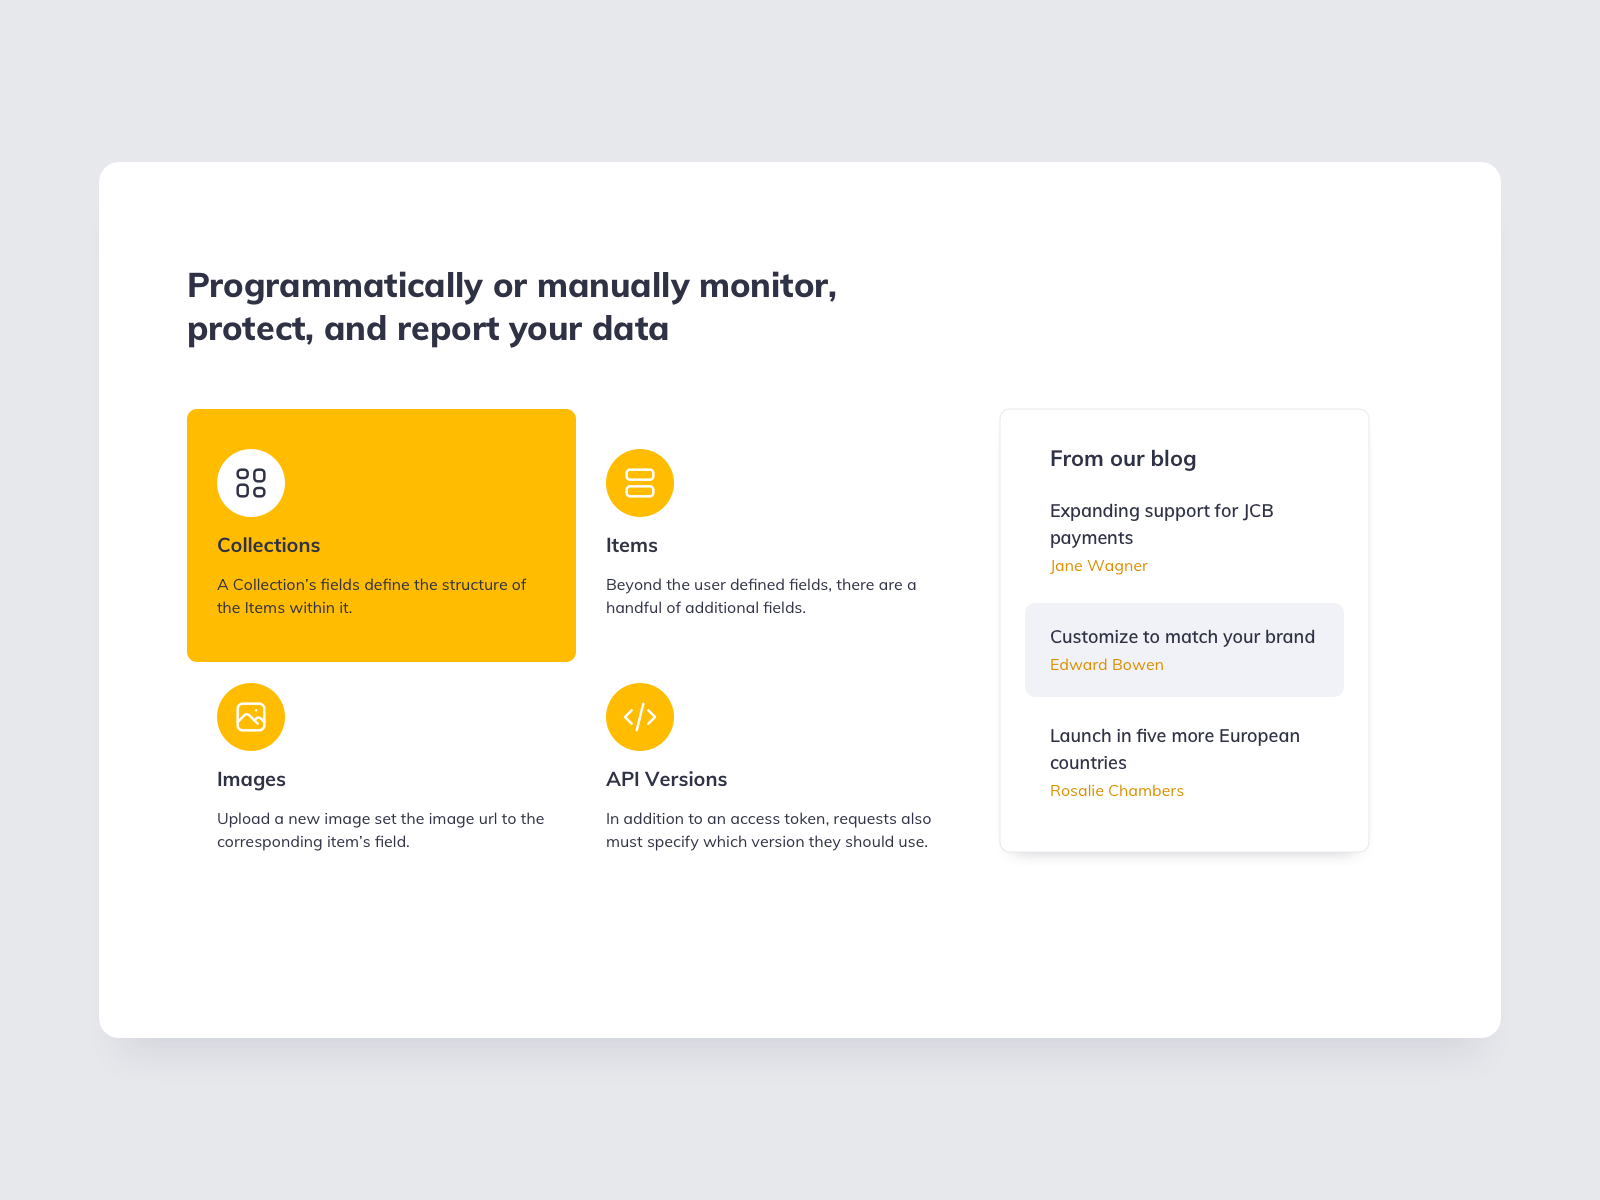 Programmatically or manually monitor,
protect, and report your data
Collections
A Collection’s fields define the structure of
the Items within it.
Items
Beyond the user defined fields, there are a
handful of additional fields.
Images
Upload a new image set the image url to the
corresponding item’s field.
API Versions
In addition to an access token, requests also
must specify which version they should use.
From our blog
Expanding support for JCB
payments
Jane Wagner
Customize to match your brand
Edward Bowen
Launch in five more European
countries
Rosalie Chambers